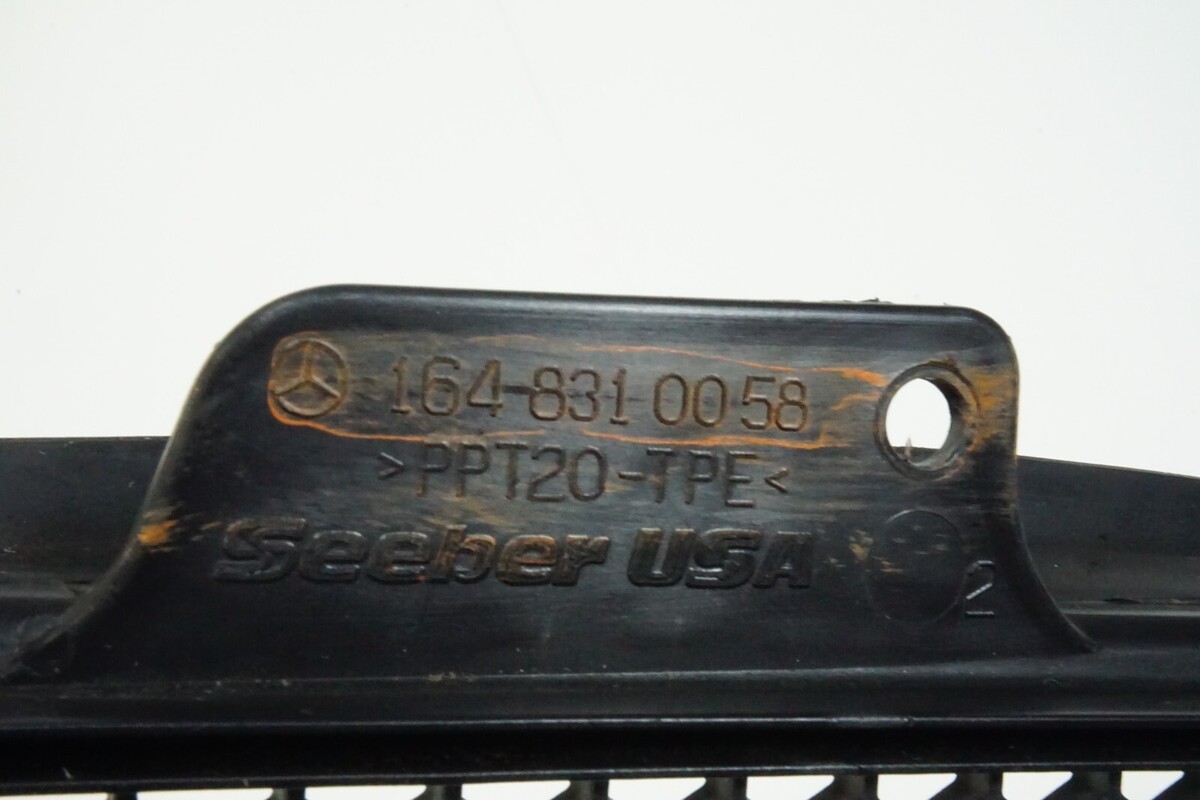 164 831 00 58
>PPT20-TPE<
Seeber USA
2